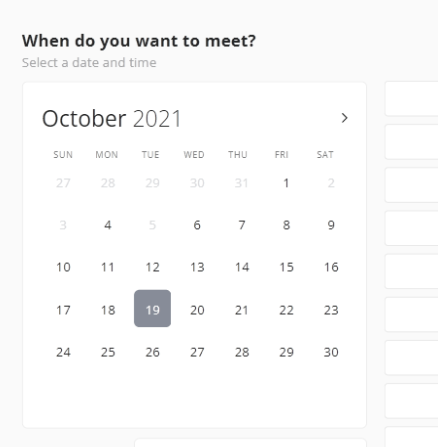 When do you want to meet?
Select a date and time
October 2021
SUN MON TUE WED THU FRI SAT
27 28 29 30 31 1 2
3 4 5 6 7 8 9
10 11 12 13 14 15 16
17 18 19 20 21 22 23
24 25 26 27 28 29 30